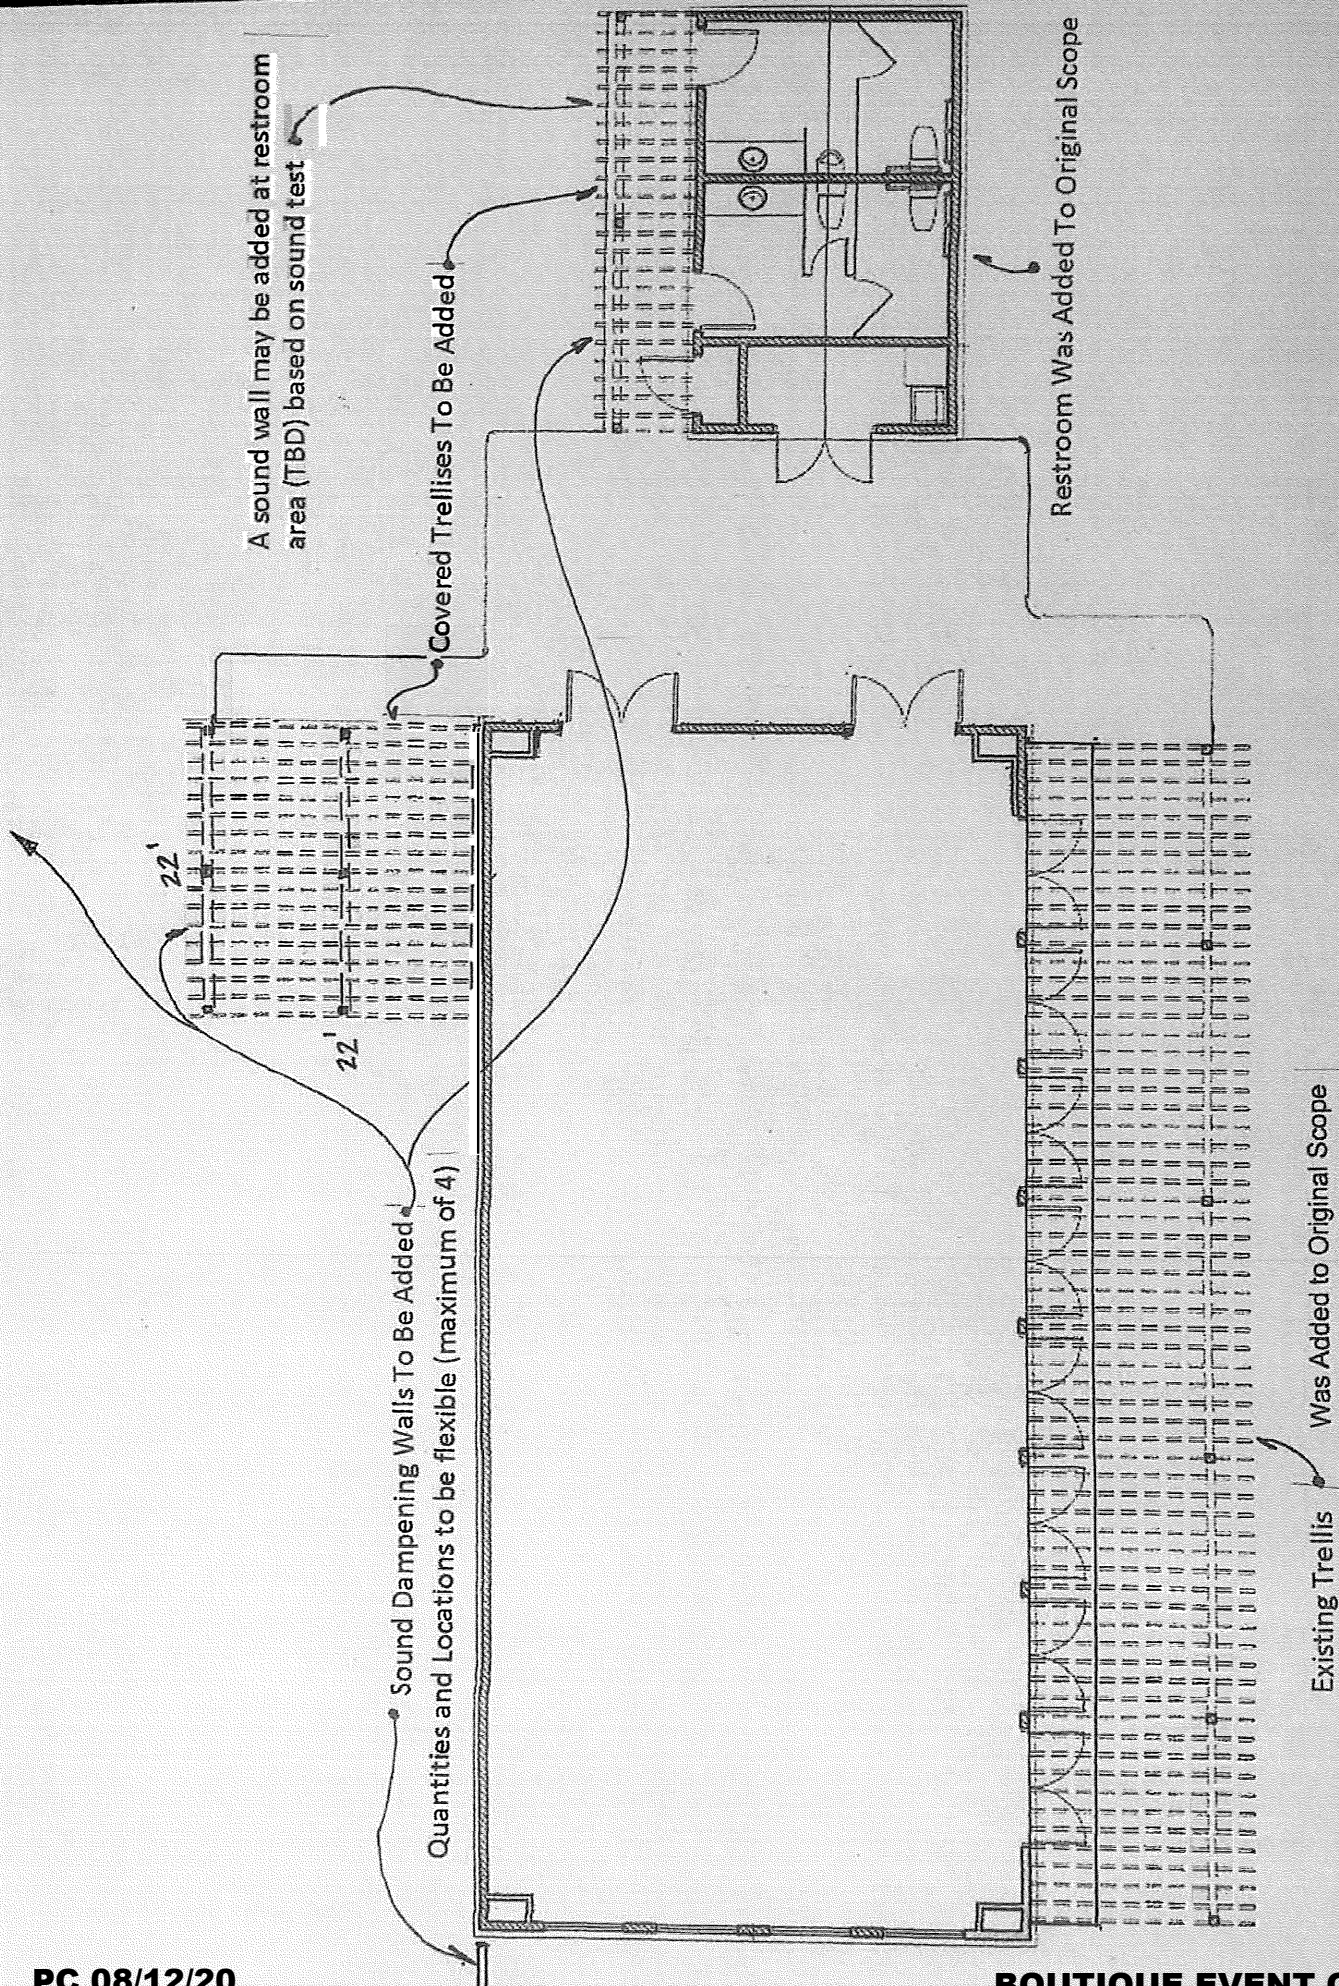 A sound wall may be added at restroom
area (TBD) based on sound test
Covered Trellises To Be Added
Restroom Was Added To Original Scope
22'
22'
Sound Dampening Walls To Be Added
Quantities and Locations to be flexible (maximum of 4)
Existing Trellis Was Added to Original Scope
PC 08/12/20
BOUTIQUE EVENT